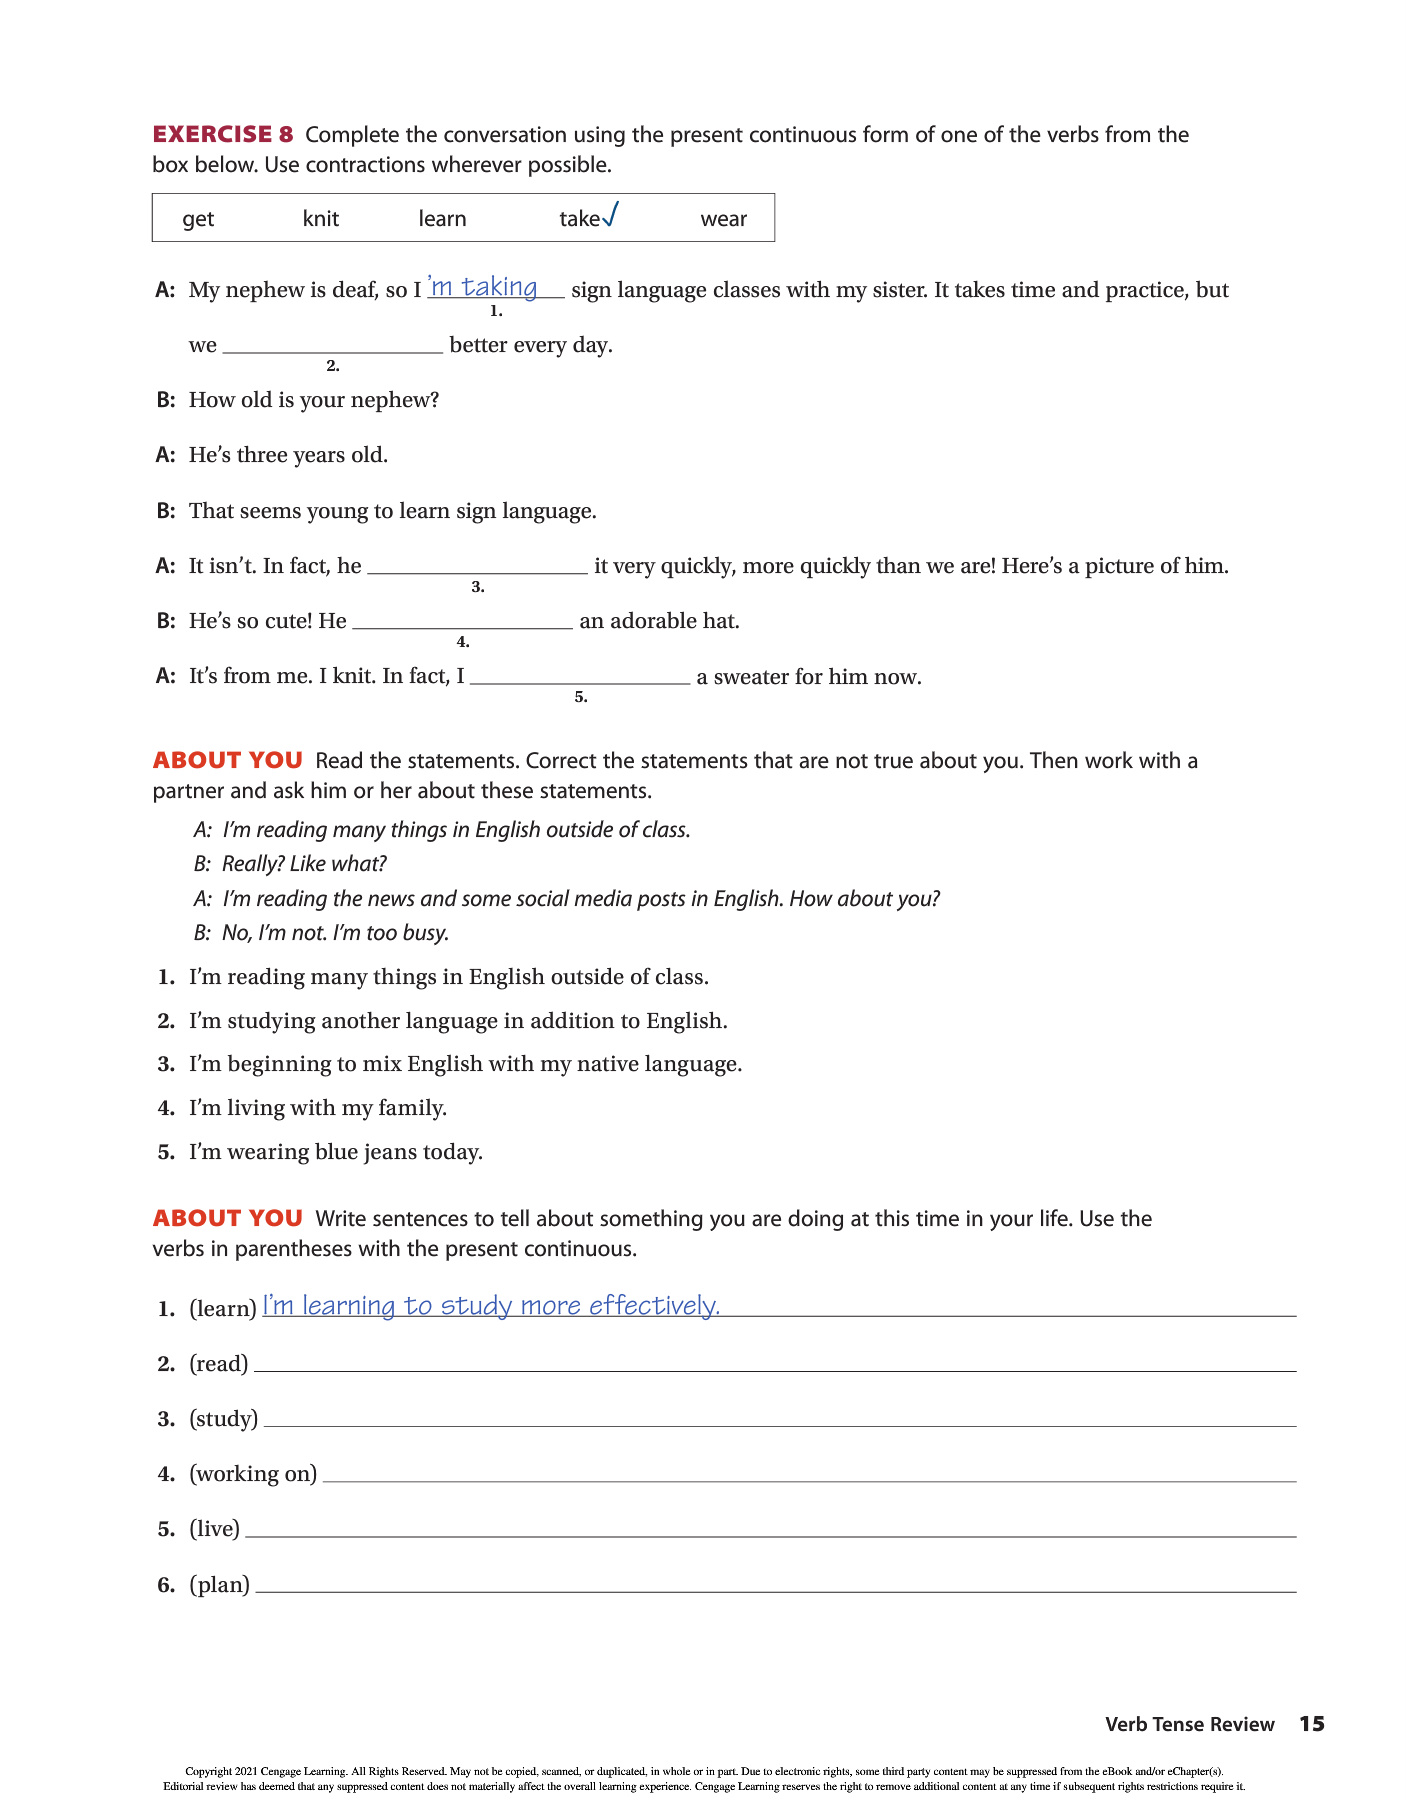 EXERCISE 8 Complete the conversation using the present continuous form of one of the verbs from the
box below. Use contractions wherever possible.
get knit learn take✓ wear
A: My nephew is deaf, so I 'm taking sign language classes with my sister. It takes time and practice, but
1.
we ____________________ better every day.
2.
B: How old is your nephew?
A: He's three years old.
B: That seems young to learn sign language.
A: It isn't. In fact, he ____________________ it very quickly, more quickly than we are! Here's a picture of him.
3.
B: He's so cute! He ____________________ an adorable hat.
4.
A: It's from me. I knit. In fact, I ____________________ a sweater for him now.
5.
ABOUT YOU Read the statements. Correct the statements that are not true about you. Then work with a
partner and ask him or her about these statements.
A: I'm reading many things in English outside of class.
B: Really? Like what?
A: I'm reading the news and some social media posts in English. How about you?
B: No, I'm not. I'm too busy.
1. I'm reading many things in English outside of class.
2. I'm studying another language in addition to English.
3. I'm beginning to mix English with my native language.
4. I'm living with my family.
5. I'm wearing blue jeans today.
ABOUT YOU Write sentences to tell about something you are doing at this time in your life. Use the
verbs in parentheses with the present continuous.
1. (learn) I'm learning to study more effectively.
2. (read)
3. (study)
4. (working on)
5. (live)
6. (plan)
Verb Tense Review 15
Copyright 2021 Cengage Learning. All Rights Reserved. May not be copied, scanned, or duplicated, in whole or in part. Due to electronic rights, some third party content may be suppressed from the eBook and/or eChapter(s).
Editorial review has deemed that any suppressed content does not materially affect the overall learning experience. Cengage Learning reserves the right to remove additional content at any time if subsequent rights restrictions require it.